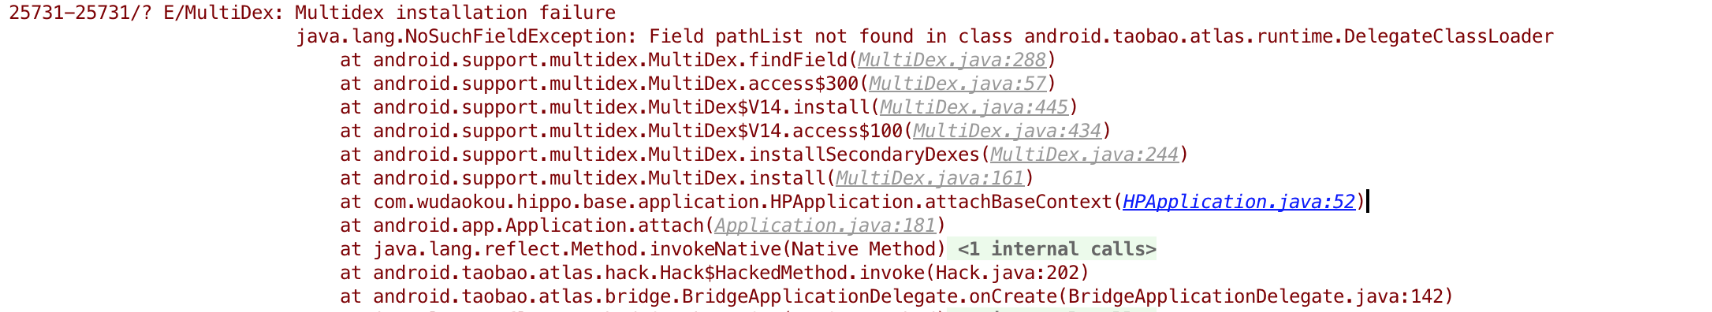 25731-25731/? E/MultiDex: Multidex installation failure
java.lang.NoSuchFieldException: Field pathList not found in class android.taobao.atlas.runtime.DelegateClassLoader
at android.support.multidex.MultiDex.findField(MultiDex.java:288)
at android.support.multidex.MultiDex.access$300(MultiDex.java:57)
at android.support.multidex.MultiDex$V14.install(MultiDex.java:445)
at android.support.multidex.MultiDex$V14.access$100(MultiDex.java:434)
at android.support.multidex.MultiDex.installSecondaryDexes(MultiDex.java:244)
at android.support.multidex.MultiDex.install(MultiDex.java:161)
at com.wudaokou.hippo.base.application.HPApplication.attachBaseContext(HPApplication.java:52)
at android.app.Application.attach(Application.java:181)
at java.lang.reflect.Method.invokeNative(Native Method) <1 internal calls>
at android.taobao.atlas.hack.Hack$HackedMethod.invoke(Hack.java:202)
at android.taobao.atlas.bridge.BridgeApplicationDelegate.onCreate(BridgeApplicationDelegate.java:142)